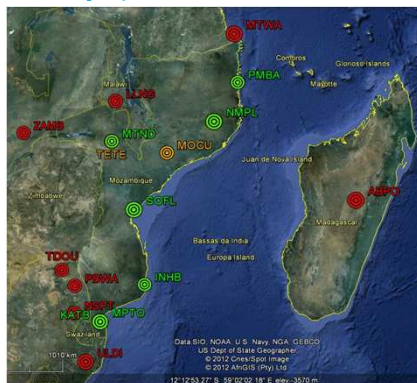 MTWA
Comoros
Glorioso Islands
PMBA
Malawi
Mayotte
LLNG
NMPL
ZAMB
MTND
TETE
MOCU
Juan de Nova Island
Mozambique
Zimbabwe
ABPO
SOFL
Madagascar
Bassas da India
TDOU
Europa Island
INHB
KATB
MPTO
Swaziland
Data SIO, NOAA, U.S. Navy, NGA, GEBCO
US Dept of State Geographer
© 2012 Cnes/Spot Image
© 2012 AfriGIS (Pty) Ltd
ULDI
1010 km
12°12'53.27" S 59°02'02.18" E elev -3570 m